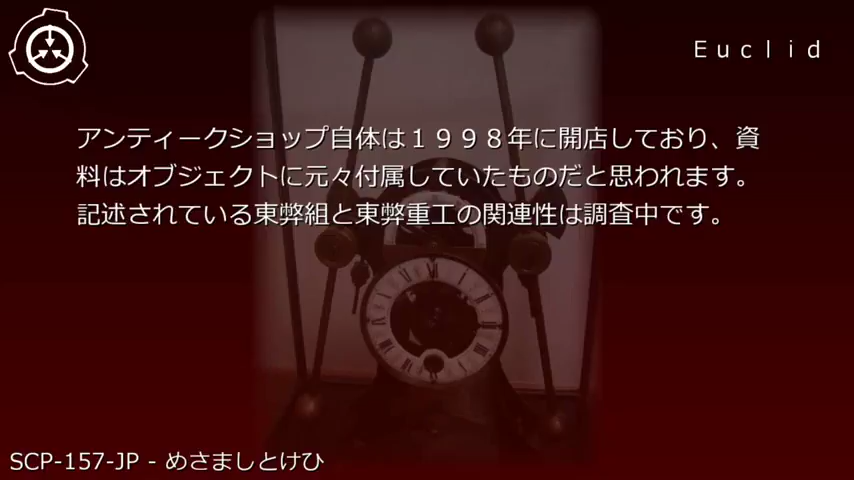 Ｅｕｃｌｉｄ
アンティークショップ自体は１９９８年に開店しており、資
料はオブジェクトに元々付属していたものだと思われます。
記述されている東弊組と東弊重工の関連性は調査中です。
SCP-157-JP - めさましとけひ